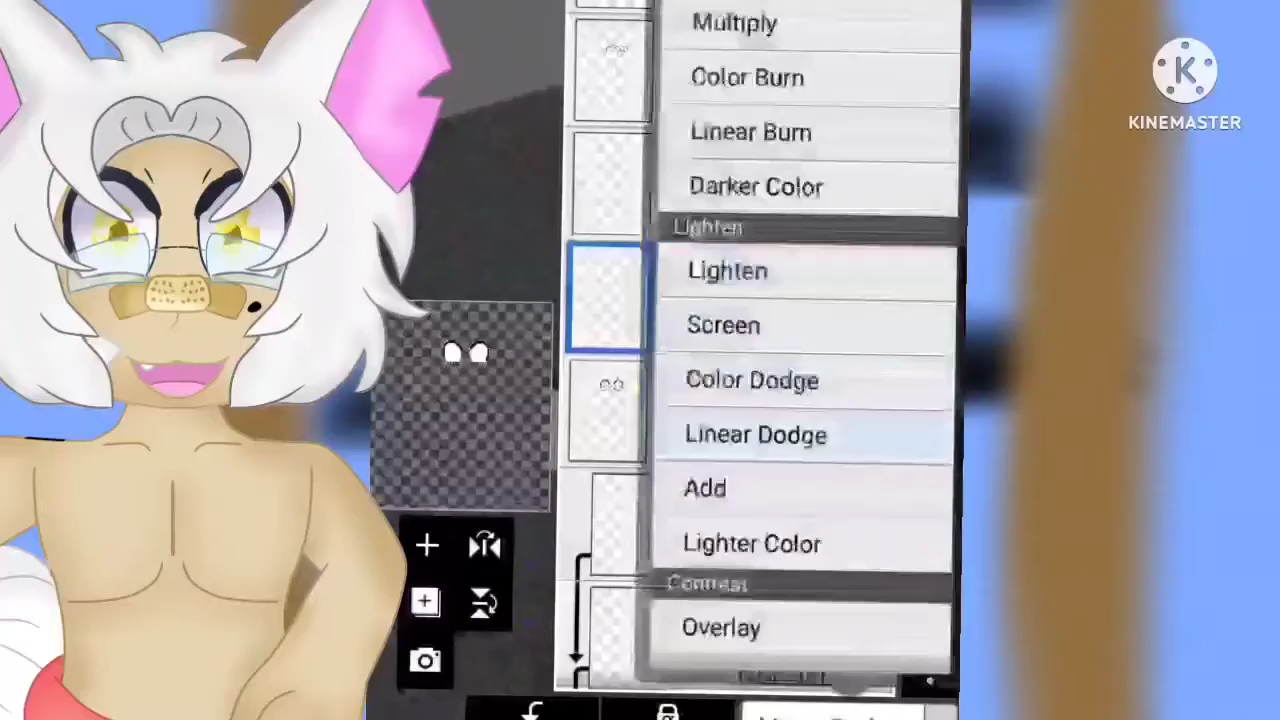 Multiply
Color Burn
Linear Burn
Darker Color
Lighten
Lighten
Screen
Color Dodge
Linear Dodge
Add
Lighter Color
Contrast
Overlay
K
KINEMASTER